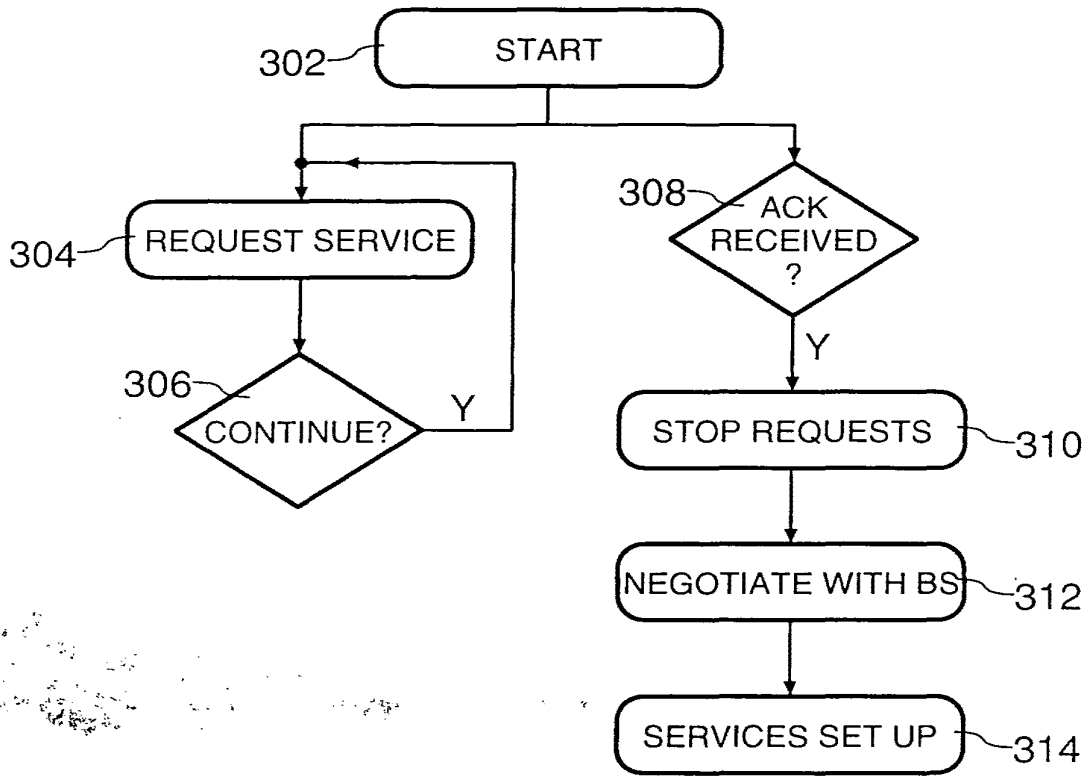 302
START
304
REQUEST SERVICE
306
CONTINUE?
Y
308
ACK
RECEIVED
?
Y
STOP REQUESTS
310
NEGOTIATE WITH BS
312
SERVICES SET UP
314